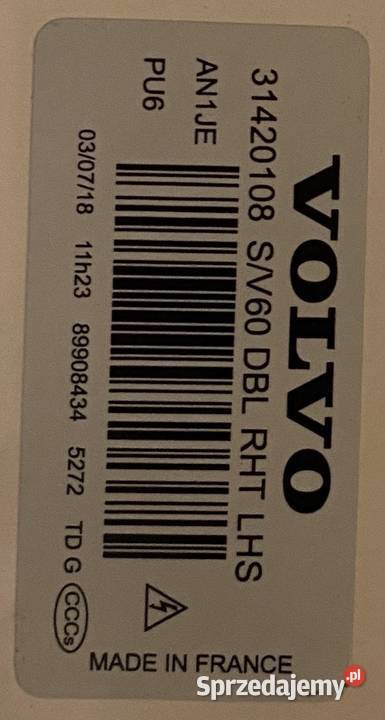 VOLVO
31420108 S/V60 DBL RHT LHS
AN1JE
PU6
03/07/18 11h23 89908434 5272 TD G CCCs
MADE IN FRANCE
Sprzedajemy.pl